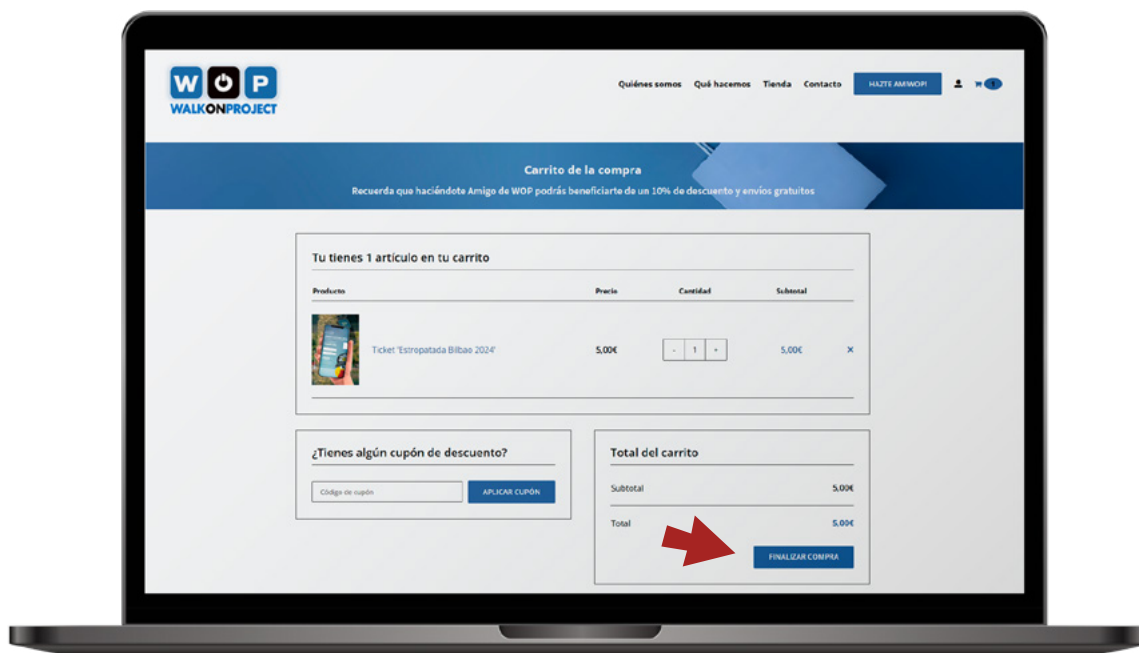 WOP
WALKONPROJECT
Quiénes somos Qué hacemos Tienda Contacto HAZTE AMIWOP! 1
Carrito de la compra
Recuerda que haciéndote Amigo de WOP podrás beneficiarte de un 10% de descuento y envíos gratuitos
Tu tienes 1 artículo en tu carrito
Producto Precio Cantidad Subtotal
Ticket 'Estropatada Bilbao 2024' 5,00€ - 1 + 5,00€ ×
¿Tienes algún cupón de descuento?
Código de cupón APLICAR CUPÓN
Total del carrito
Subtotal 5,00€
Total 5,00€
FINALIZAR COMPRA